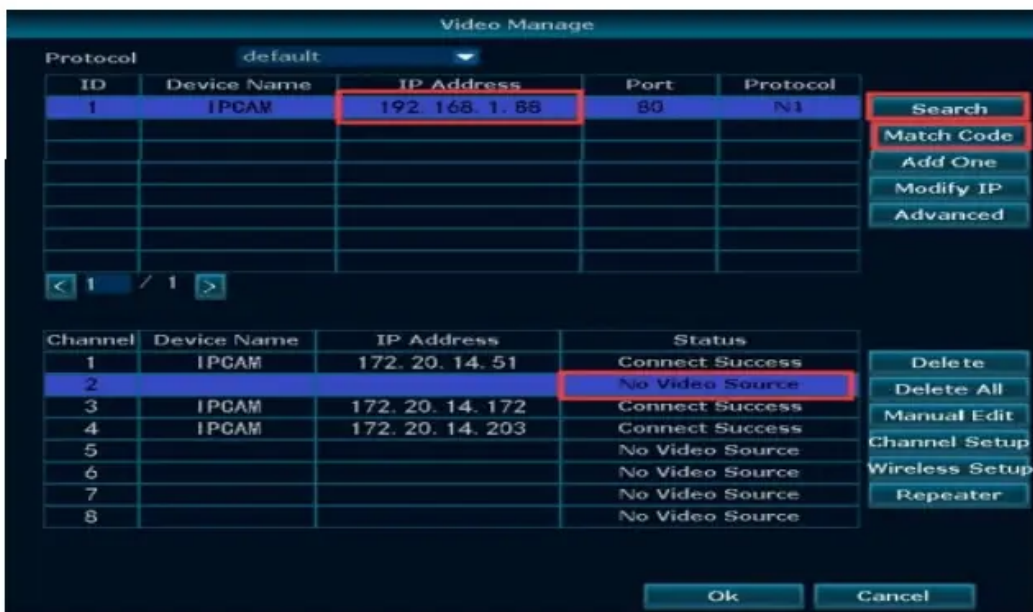 Video Manage
Protocol default
ID Device Name IP Address Port Protocol
1 IPCAM 192. 168. 1. 88 80 N1
Search
Match Code
Add One
Modify IP
Advanced
< 1 / 1 >
Channel Device Name IP Address Status
1 IPCAM 172. 20. 14. 51 Connect Success
2 No Video Source
3 IPCAM 172. 20. 14. 172 Connect Success
4 IPCAM 172. 20. 14. 203 Connect Success
5 No Video Source
6 No Video Source
7 No Video Source
8 No Video Source
Delete
Delete All
Manual Edit
Channel Setup
Wireless Setup
Repeater
Ok Cancel